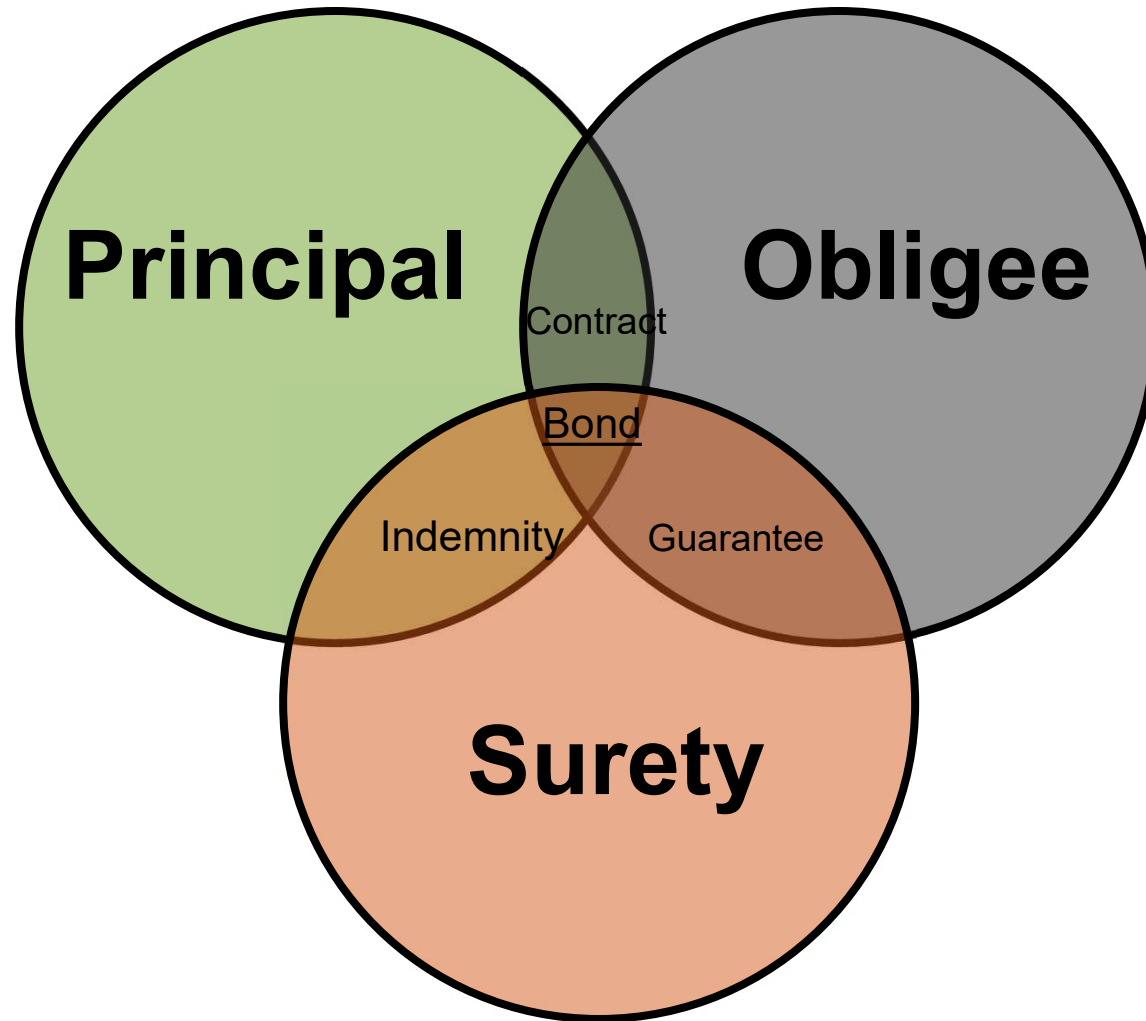 Principal
Obligee
Contract
Bond
Indemnity
Guarantee
Surety